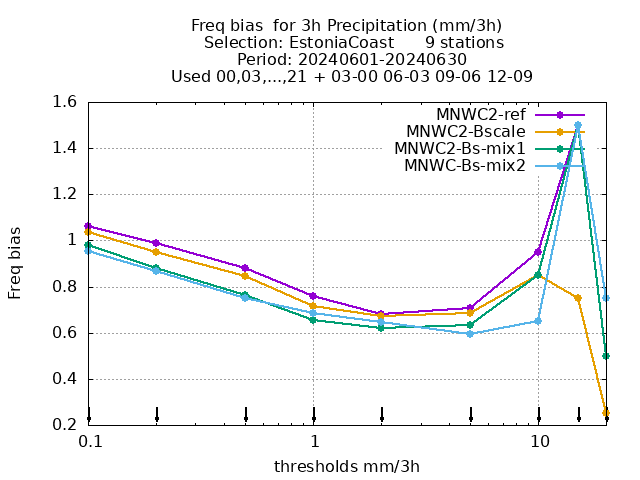 Freq bias  for 3h Precipitation (mm/3h)
Selection: EstoniaCoast      9 stations
Period: 20240601-20240630
Used 00,03,...,21 + 03-00 06-03 09-06 12-09
MNWC2-ref
MNWC2-Bscale
MNWC2-Bs-mix1
MNWC-Bs-mix2
Freq bias
1.6
1.4
1.2
1
0.8
0.6
0.4
0.2
0.1 1 10
thresholds mm/3h